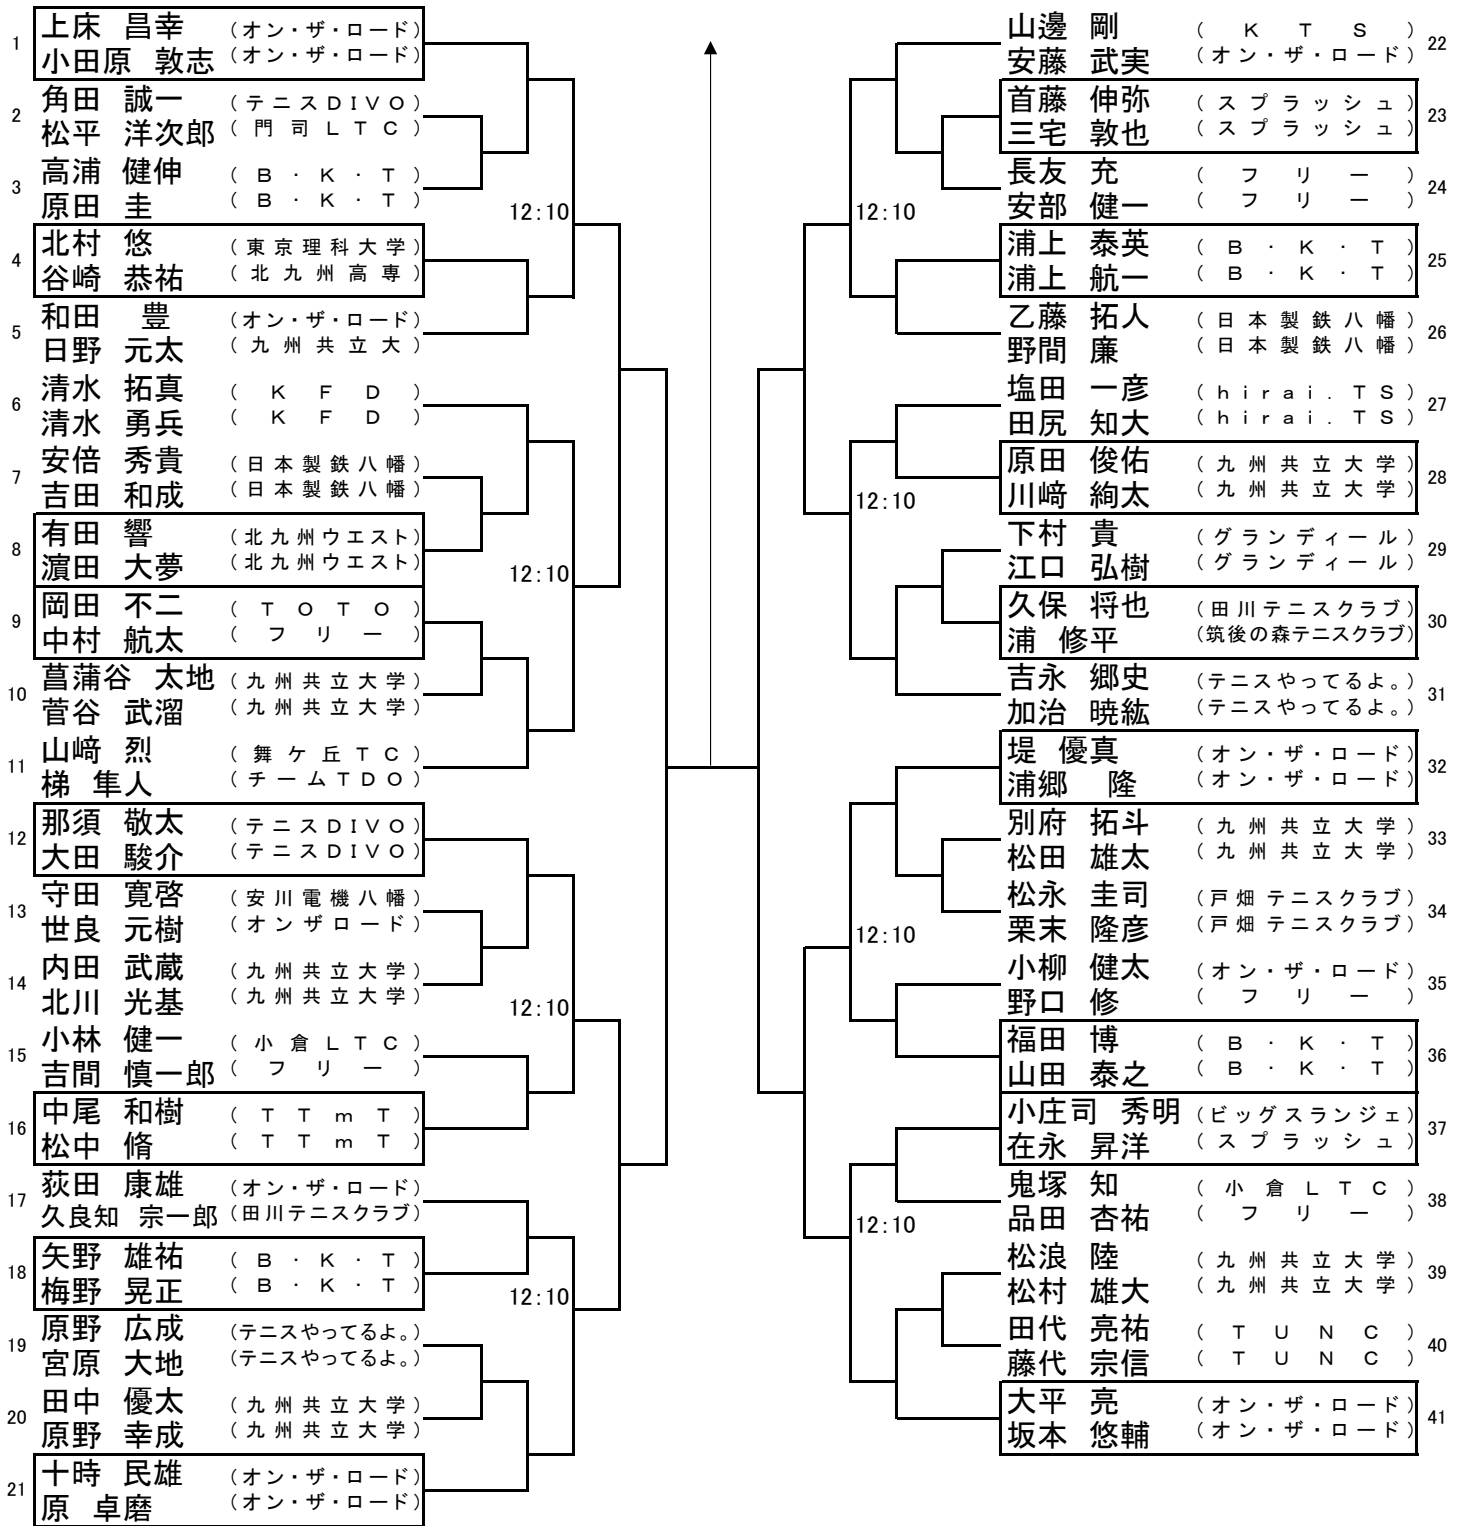 1
上床 昌幸 (オン・ザ・ロード)
小田原 敦志 (オン・ザ・ロード)
2
角田 誠一 (テニスDIVO)
松平 洋次郎 (門司LTC)
3
高浦 健伸 (B・K・T)
原田 圭 (B・K・T)
12:10
4
北村 悠 (東京理科大学)
谷崎 恭祐 (北九州高専)
5
和田 豊 (オン・ザ・ロード)
日野 元太 (九州共立大)
6
清水 拓真 (KFD)
清水 勇兵 (KFD)
7
安倍 秀貴 (日本製鉄八幡)
吉田 和成 (日本製鉄八幡)
8
有田 響 (北九州ウエスト)
濵田 大夢 (北九州ウエスト)
12:10
9
岡田 不二 (TOTO)
中村 航太 (フリー)
10
菖蒲谷 太地 (九州共立大学)
菅谷 武溜 (九州共立大学)
11
山﨑 烈 (舞ケ丘TC)
梯 隼人 (チームTDO)
12
那須 敬太 (テニスDIVO)
大田 駿介 (テニスDIVO)
13
守田 寛啓 (安川電機八幡)
世良 元樹 (オンザロード)
14
内田 武蔵 (九州共立大学)
北川 光基 (九州共立大学)
12:10
15
小林 健一 (小倉LTC)
吉間 慎一郎 (フリー)
16
中尾 和樹 (TTmT)
松中 脩 (TTmT)
17
荻田 康雄 (オン・ザ・ロード)
久良知 宗一郎 (田川テニスクラブ)
18
矢野 雄祐 (B・K・T)
梅野 晃正 (B・K・T)
12:10
19
原野 広成 (テニスやってるよ。)
宮原 大地 (テニスやってるよ。)
20
田中 優太 (九州共立大学)
原野 幸成 (九州共立大学)
21
十時 民雄 (オン・ザ・ロード)
原 卓磨 (オン・ザ・ロード)
山邊 剛 (KTS)
安藤 武実 (オン・ザ・ロード)
22
首藤 伸弥 (スプラッシュ)
三宅 敦也 (スプラッシュ)
23
長友 充 (フリー)
安部 健一 (フリー)
24
12:10
浦上 泰英 (B・K・T)
浦上 航一 (B・K・T)
25
乙藤 拓人 (日本製鉄八幡)
野間 廉 (日本製鉄八幡)
26
塩田 一彦 (hirai.TS)
田尻 知大 (hirai.TS)
27
原田 俊佑 (九州共立大学)
川﨑 絢太 (九州共立大学)
28
12:10
下村 貴 (グランディール)
江口 弘樹 (グランディール)
29
久保 将也 (田川テニスクラブ)
浦 修平 (筑後の森テニスクラブ)
30
吉永 郷史 (テニスやってるよ。)
加治 暁紘 (テニスやってるよ。)
31
堤 優真 (オン・ザ・ロード)
浦郷 隆 (オン・ザ・ロード)
32
別府 拓斗 (九州共立大学)
松田 雄太 (九州共立大学)
33
松永 圭司 (戸畑テニスクラブ)
栗末 隆彦 (戸畑テニスクラブ)
34
12:10
小柳 健太 (オン・ザ・ロード)
野口 修 (フリー)
35
福田 博 (B・K・T)
山田 泰之 (B・K・T)
36
小庄司 秀明 (ビッグスランジェ)
在永 昇洋 (スプラッシュ)
37
鬼塚 知 (小倉LTC)
品田 杏祐 (フリー)
38
12:10
松浪 陸 (九州共立大学)
松村 雄大 (九州共立大学)
39
田代 亮祐 (TUNC)
藤代 宗信 (TUNC)
40
大平 亮 (オン・ザ・ロード)
坂本 悠輔 (オン・ザ・ロード)
41